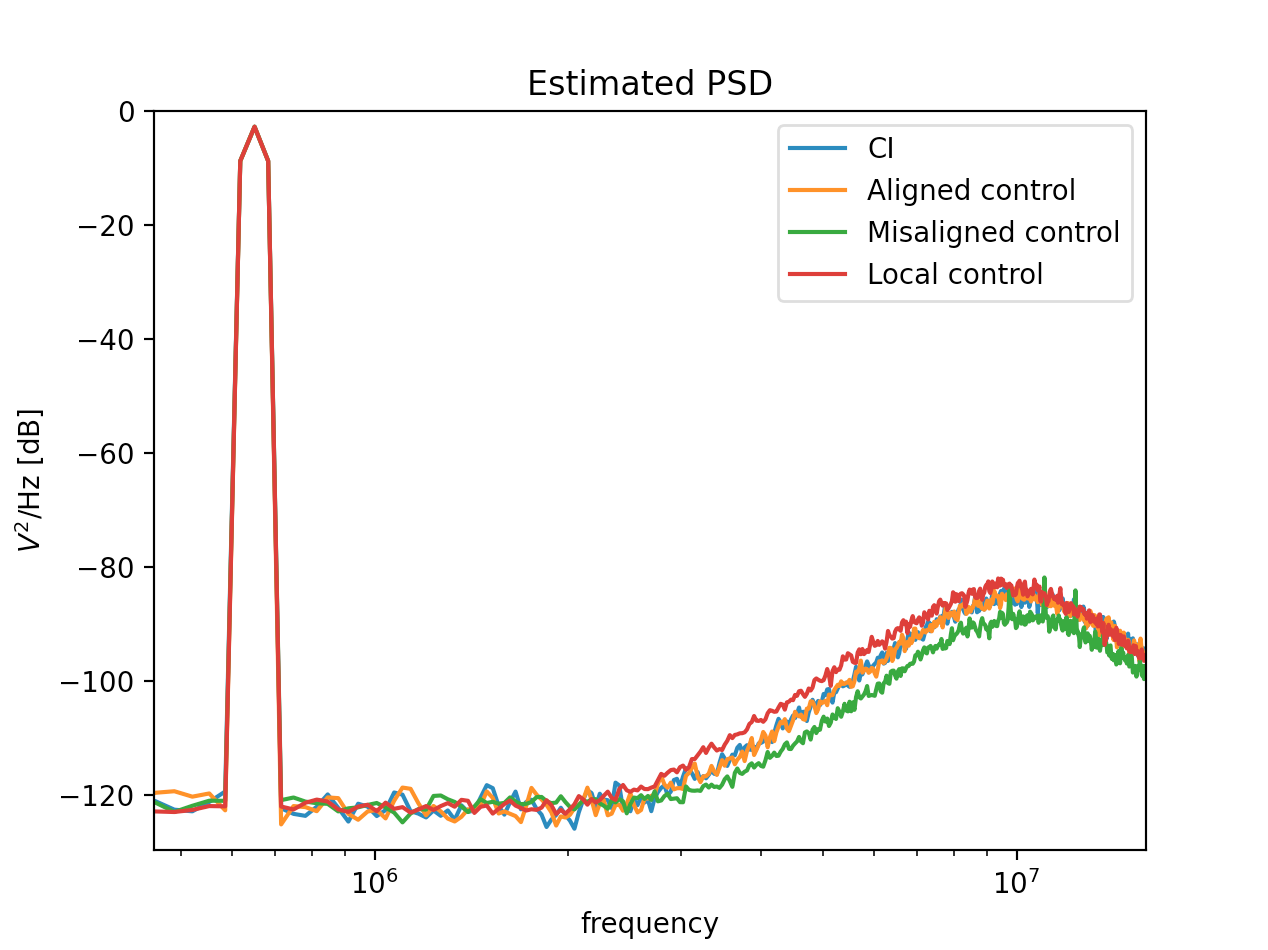 Estimated PSD
CI
Aligned control
Misaligned control
Local control
V²/Hz [dB]
0
−20
−40
−60
−80
−100
−120
10⁶
10⁷
frequency